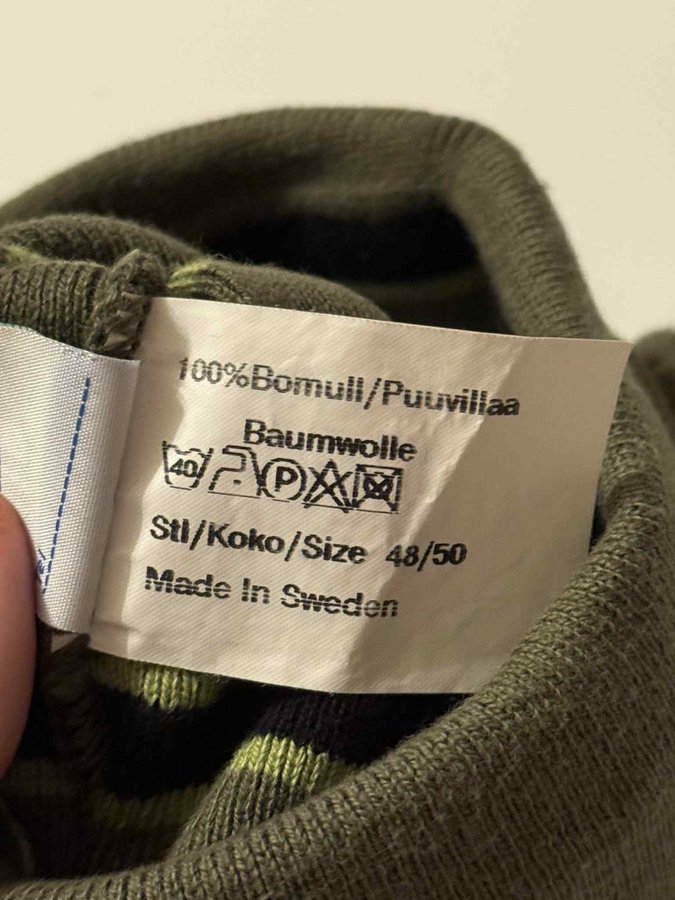 100%Bomull/Puuvillaa
Baumwolle
40 P
Stl/Koko/Size 48/50
Made In Sweden